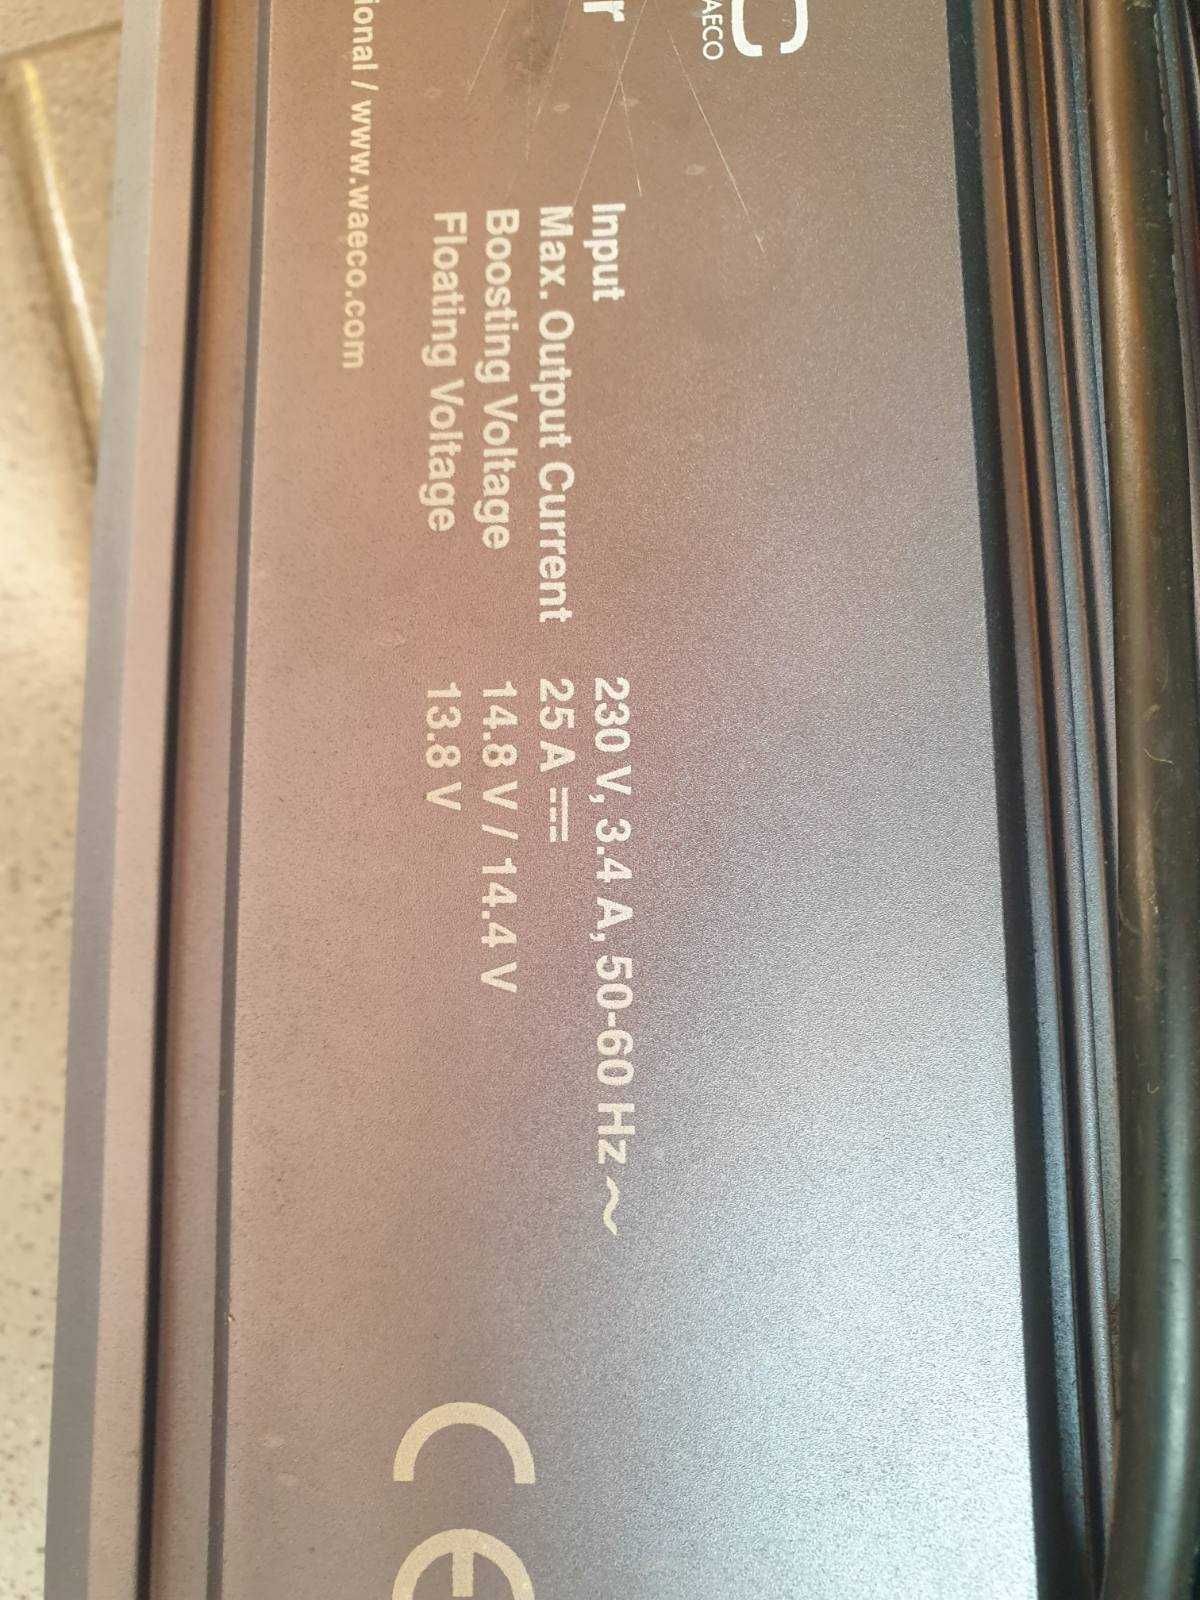 AECO
r
Input 230 V, 3.4 A, 50-60 Hz ~
Max. Output Current 25 A ⎓
Boosting Voltage 14.8 V / 14.4 V
Floating Voltage 13.8 V
ional / www.waeco.com
CE